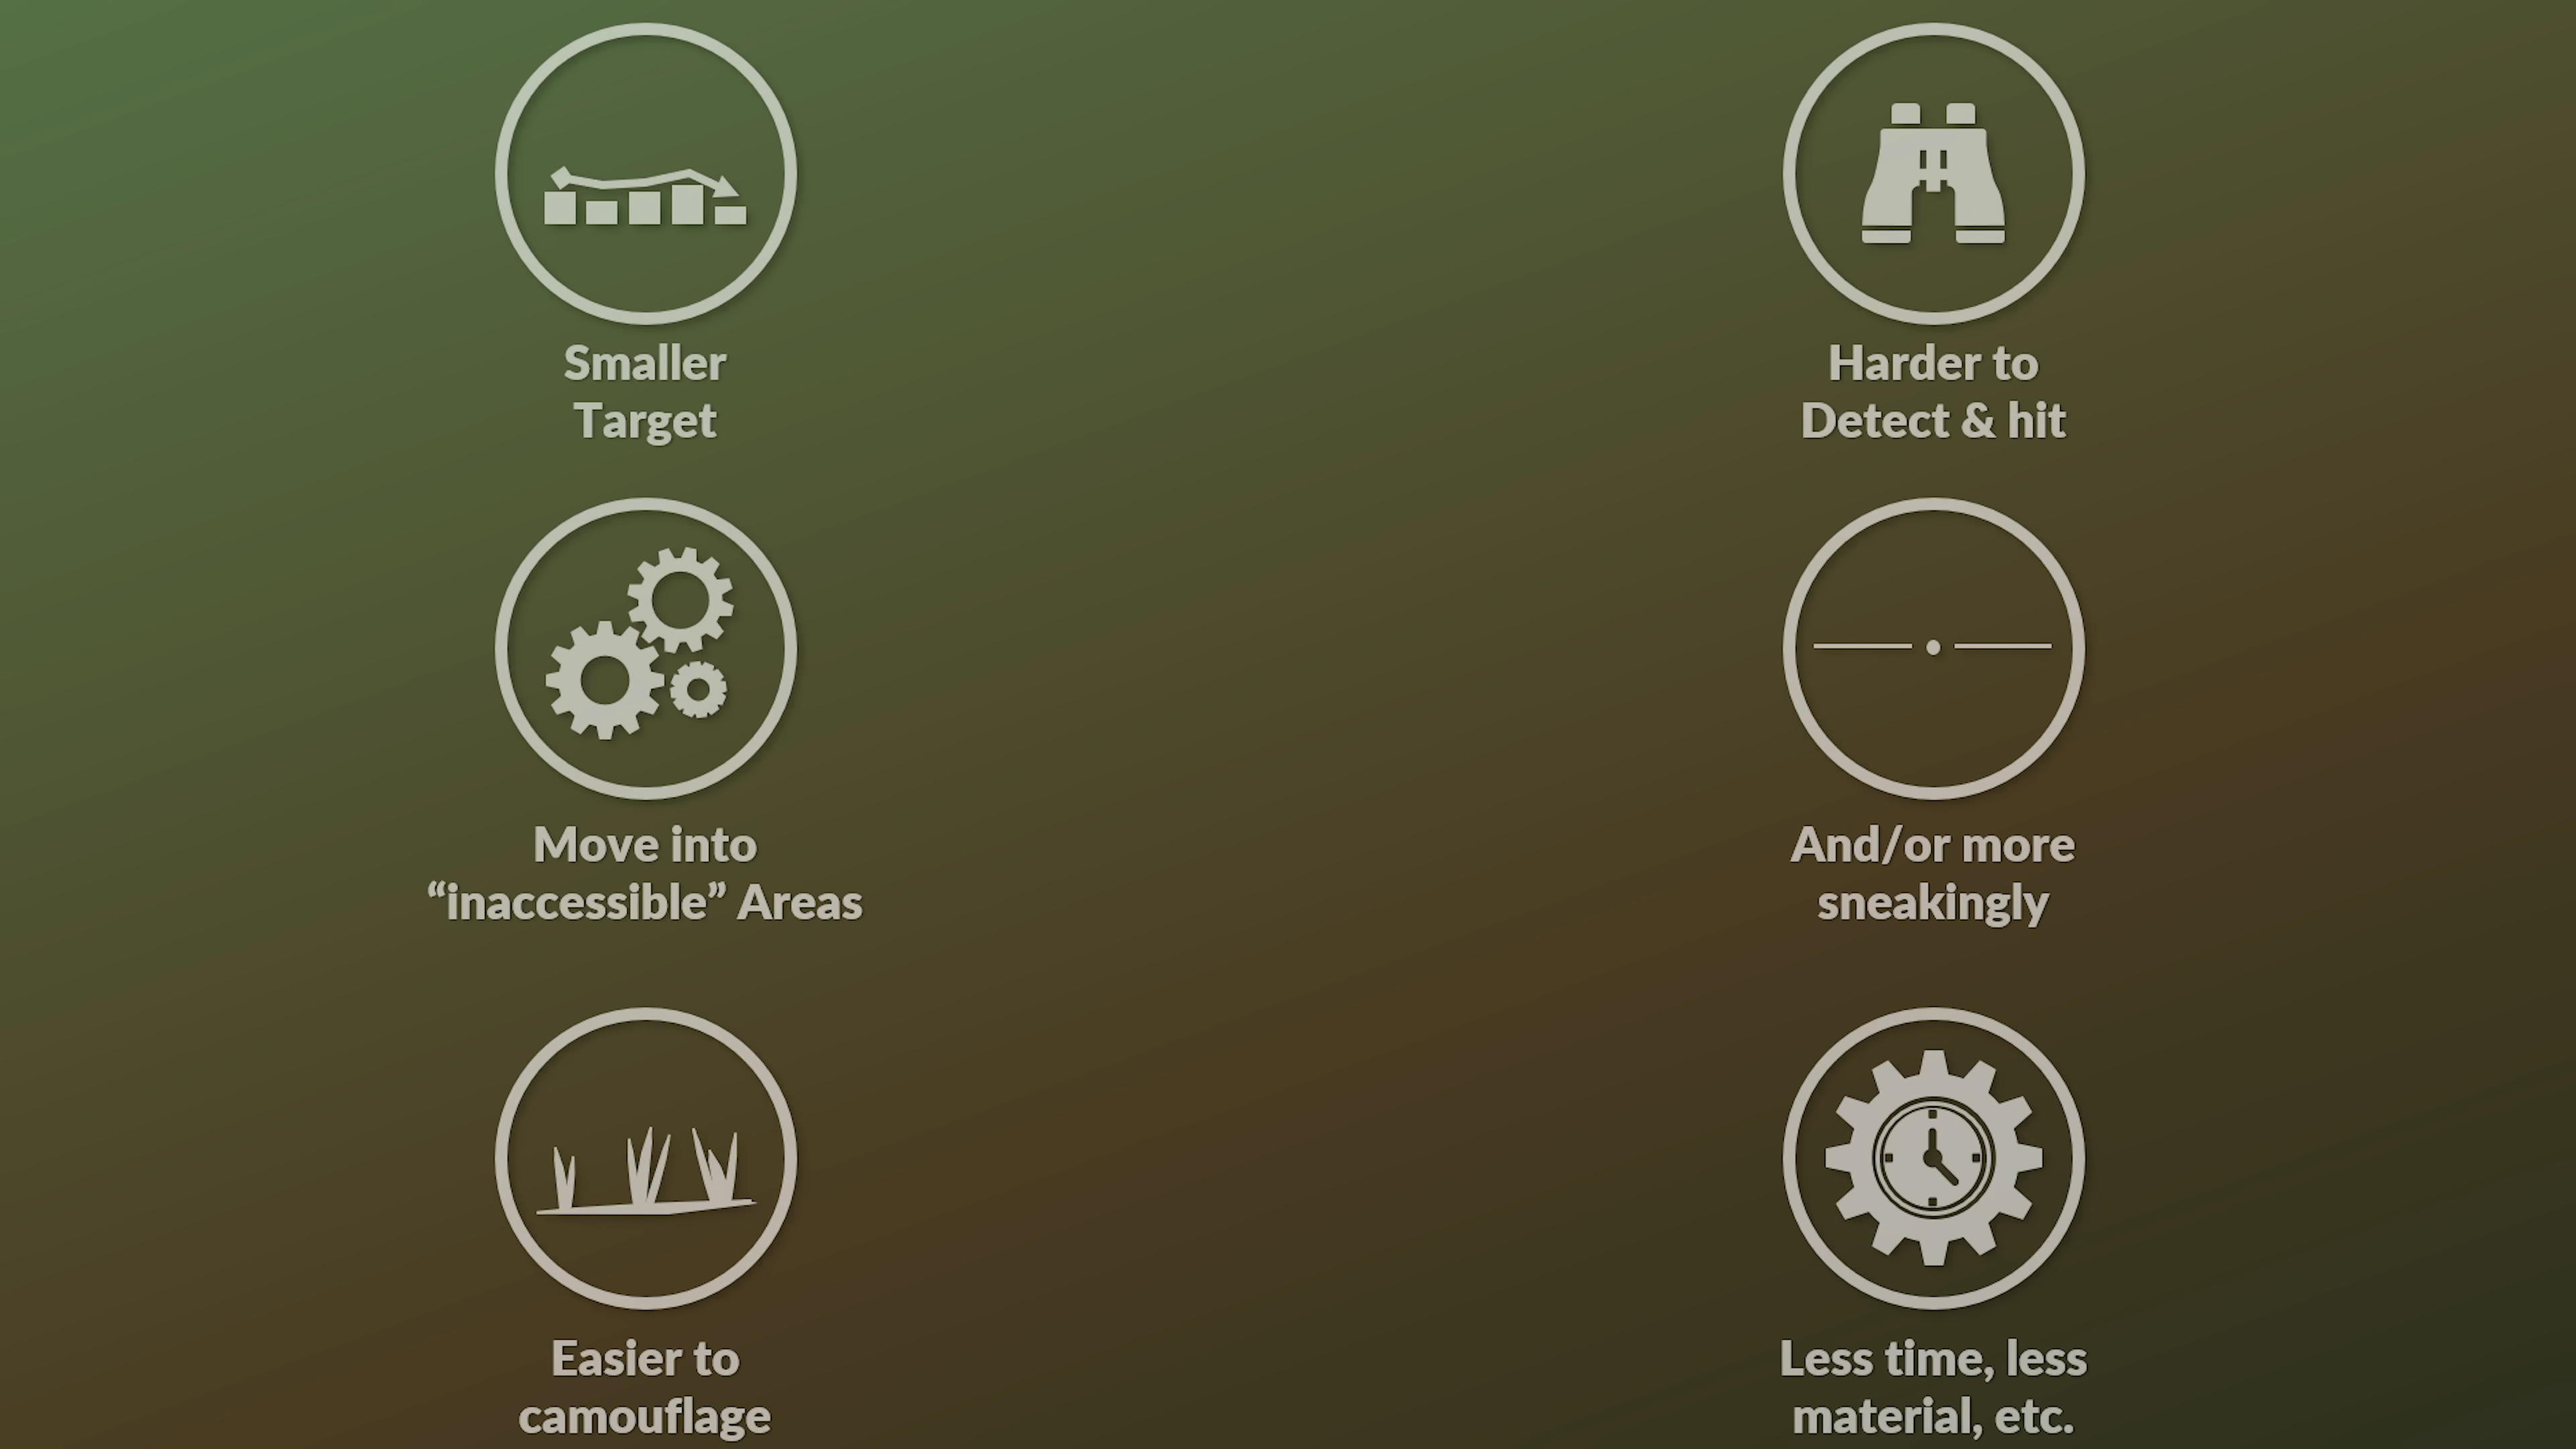 Smaller
Target
Harder to
Detect & hit
Move into
“inaccessible” Areas
And/or more
sneakingly
Easier to
camouflage
Less time, less
material, etc.